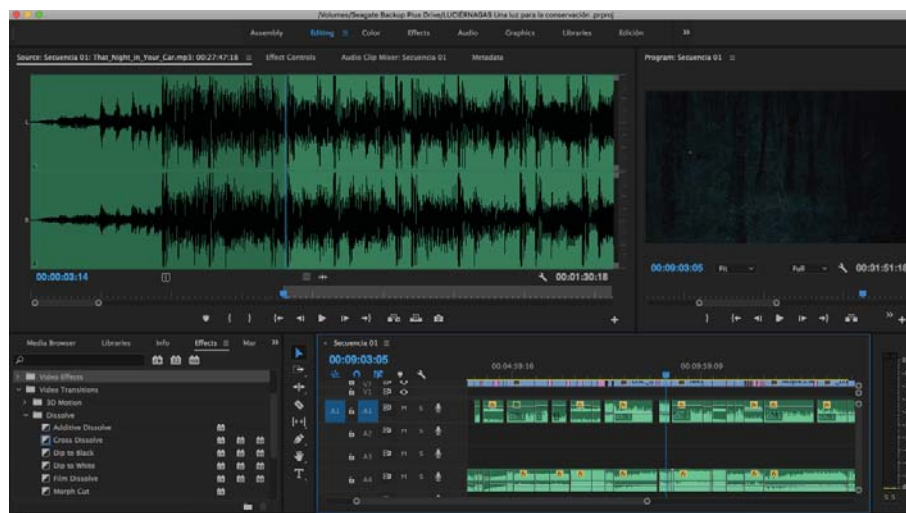 /Volumes/Seagate Backup Plus Drive/LUCIERNAGAS Una luz para la conservación .prproj
Assembly Editing Color Effects Audio Graphics Libraries Edición
Source: Secuencia 01: That_Night_in_Your_Car.mp3: 00:27:47:18 Effect Controls Audio Clip Mixer: Secuencia 01 Metadata
Program: Secuencia 01
L
R
00:00:03:14 00:01:30:18
00:09:03:05 Fit Full 00:31:51:18
Media Browser Libraries Info Effects Mar
Video Effects
Video Transitions
3D Motion
Dissolve
Additive Dissolve
Cross Dissolve
Dip to Black
Dip to White
Film Dissolve
Morph Cut
Secuencia 01
00:09:03:05
00:04:59:16 00:09:59:09
V1
A1 A1 M S
A2 M S
A4 M S
S S